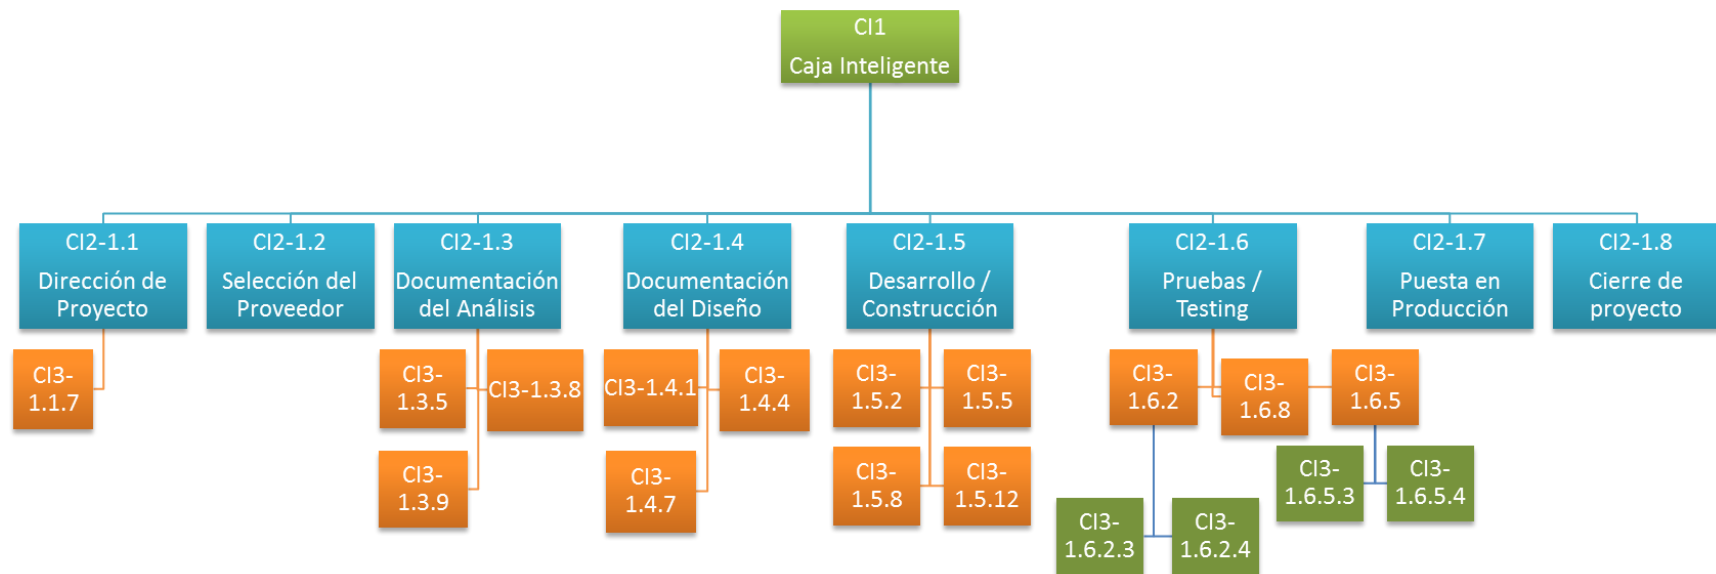 CI1
Caja Inteligente
CI2-1.1
Dirección de
Proyecto
CI2-1.2
Selección del
Proveedor
CI2-1.3
Documentación
del Análisis
CI2-1.4
Documentación
del Diseño
CI2-1.5
Desarrollo /
Construcción
CI2-1.6
Pruebas /
Testing
CI2-1.7
Puesta en
Producción
CI2-1.8
Cierre de
proyecto
CI3-
1.1.7
CI3-
1.3.5
CI3-1.3.8
CI3-
1.3.9
CI3-1.4.1
CI3-
1.4.4
CI3-
1.4.7
CI3-
1.5.2
CI3-
1.5.5
CI3-
1.5.8
CI3-
1.5.12
CI3-
1.6.2
CI3-
1.6.8
CI3-
1.6.5
CI3-
1.6.2.3
CI3-
1.6.2.4
CI3-
1.6.5.3
CI3-
1.6.5.4